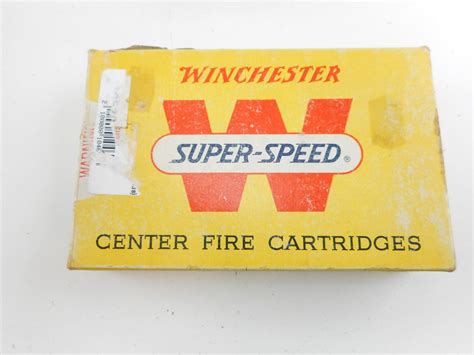 WINCHESTER
W
SUPER-SPEED®
CENTER FIRE CARTRIDGES